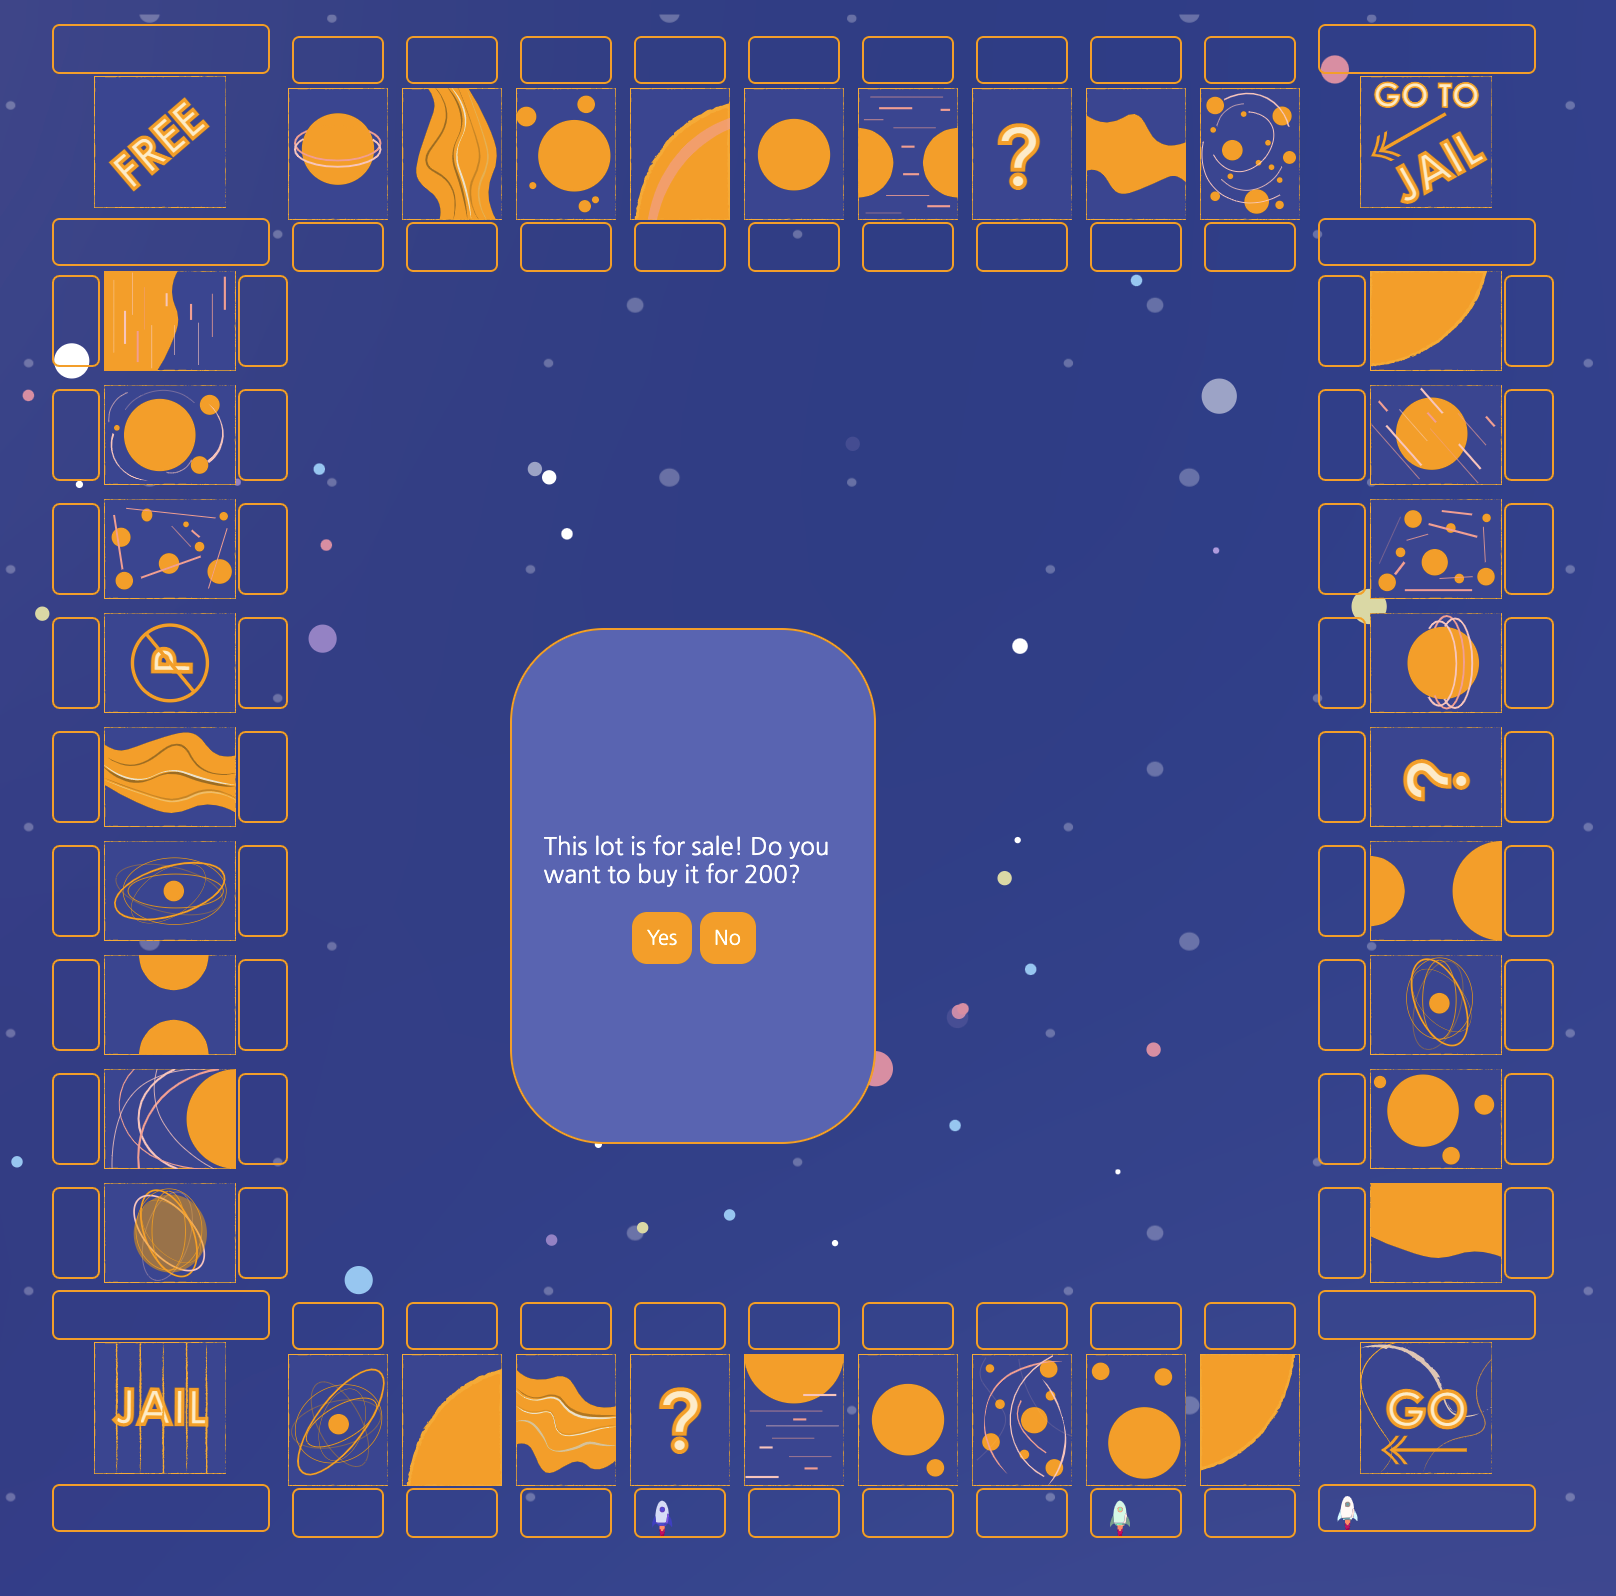 FREE
?
GO TO
JAIL
P
?
This lot is for sale! Do you
want to buy it for 200?
Yes No
JAIL
?
GO